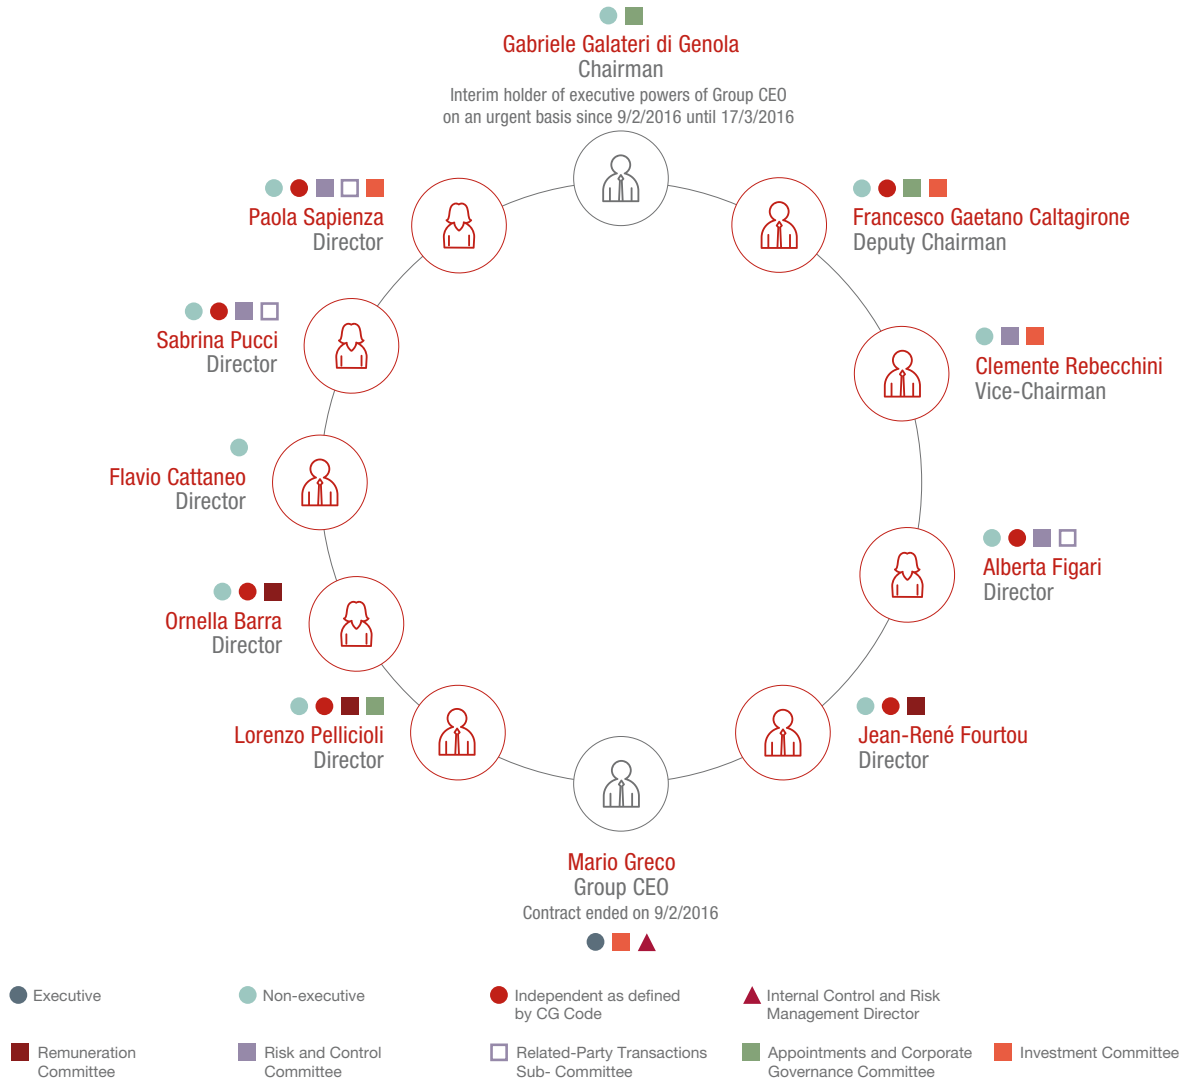 Gabriele Galateri di Genola
Chairman
Interim holder of executive powers of Group CEO
on an urgent basis since 9/2/2016 until 17/3/2016
Paola Sapienza
Director
Francesco Gaetano Caltagirone
Deputy Chairman
Sabrina Pucci
Director
Clemente Rebecchini
Vice-Chairman
Flavio Cattaneo
Director
Alberta Figari
Director
Ornella Barra
Director
Lorenzo Pellicioli
Director
Jean-René Fourtou
Director
Mario Greco
Group CEO
Contract ended on 9/2/2016
Executive
Non-executive
Independent as defined
by CG Code
Internal Control and Risk
Management Director
Remuneration
Committee
Risk and Control
Committee
Related-Party Transactions
Sub- Committee
Appointments and Corporate
Governance Committee
Investment Committee